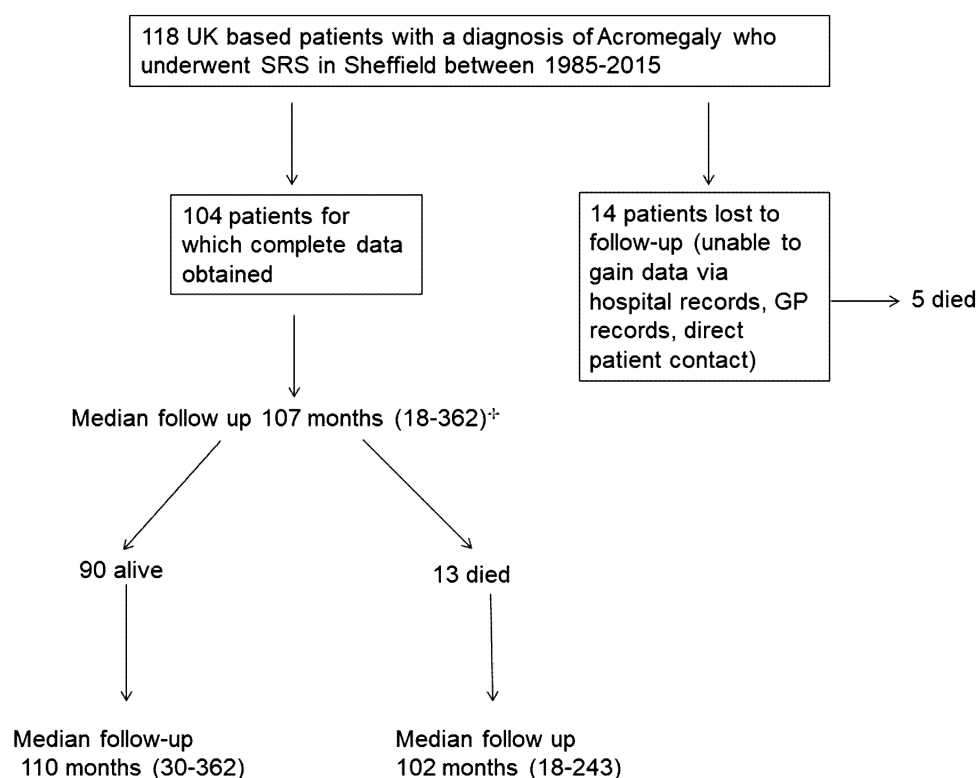 118 UK based patients with a diagnosis of Acromegaly who
underwent SRS in Sheffield between 1985-2015
104 patients for
which complete data
obtained
14 patients lost to
follow-up (unable to
gain data via
hospital records, GP
records, direct
patient contact)
5 died
Median follow up 107 months (18-362)⊹
90 alive
13 died
Median follow-up
110 months (30-362)
Median follow up
102 months (18-243)